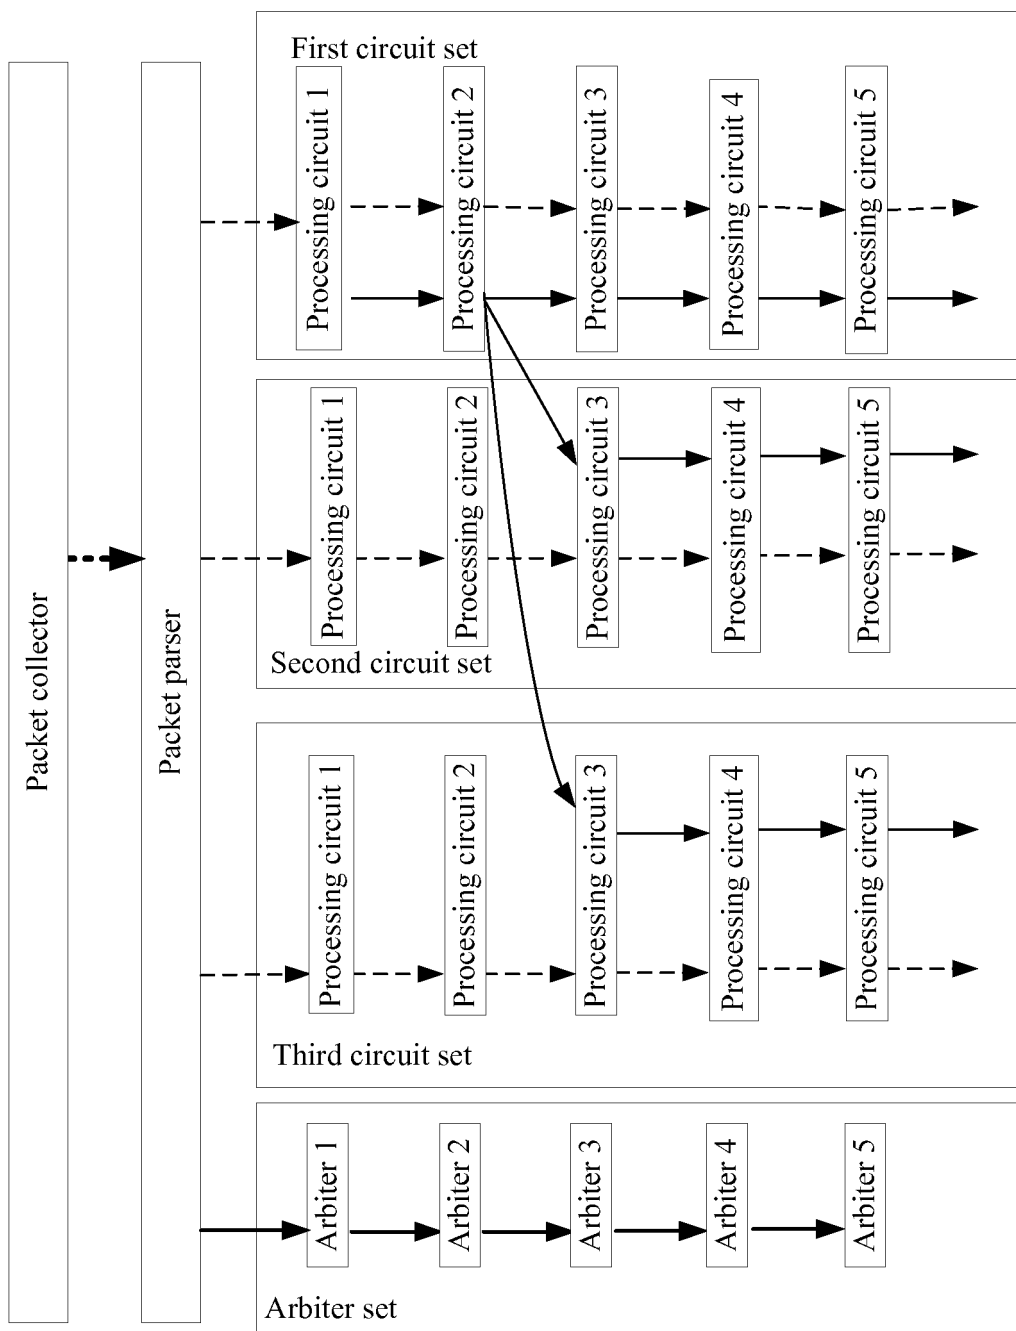 Packet collector
Packet parser
First circuit set
Processing circuit 1
Processing circuit 2
Processing circuit 3
Processing circuit 4
Processing circuit 5
Processing circuit 1
Processing circuit 2
Processing circuit 3
Processing circuit 4
Processing circuit 5
Second circuit set
Processing circuit 1
Processing circuit 2
Processing circuit 3
Processing circuit 4
Processing circuit 5
Third circuit set
Arbiter 1
Arbiter 2
Arbiter 3
Arbiter 4
Arbiter 5
Arbiter set